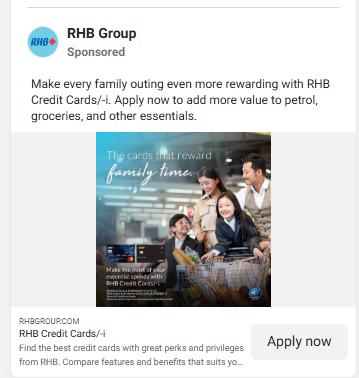 RHB Group
RHB
Sponsored
Make every family outing even more rewarding with RHB
Credit Cards/-i. Apply now to add more value to petrol,
groceries, and other essentials.
The cards that reward
family time.
Make the most of your
essential spends with
RHB Credit Cards/-i.
RHBGROUP.COM
RHB Credit Cards/-i
Find the best credit cards with great perks and privileges
from RHB. Compare features and benefits that suits yo...
Apply now